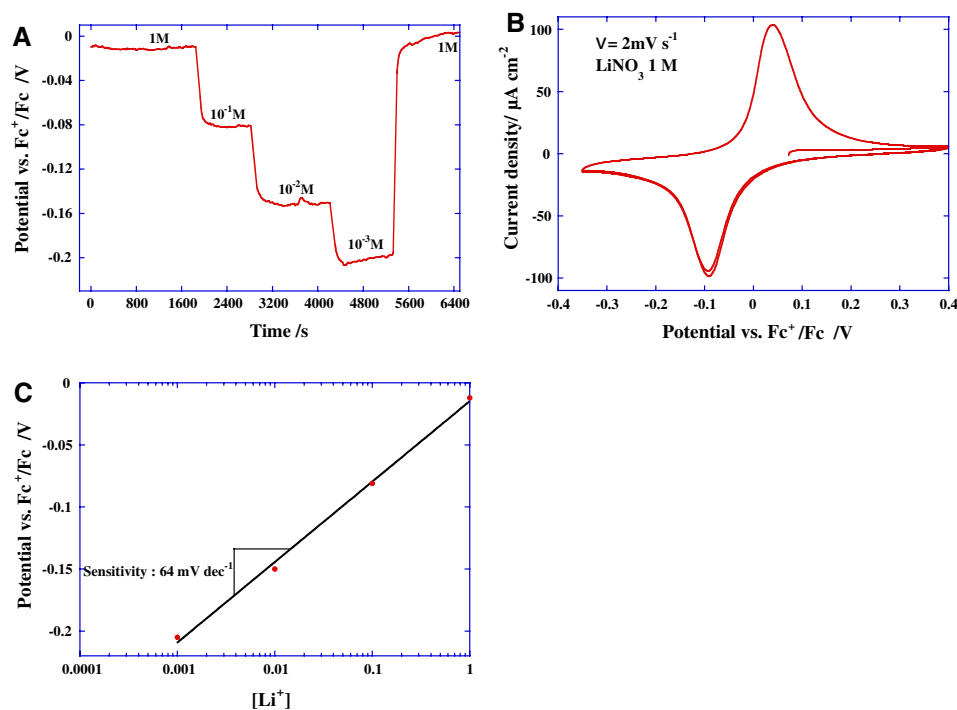 A
Potential vs. Fc⁺/Fc /V
0
-0.04
-0.08
-0.12
-0.16
-0.2
1M
10⁻¹M
10⁻²M
10⁻³M
1M
0 800 1600 2400 3200 4000 4800 5600 6400
Time /s
B
Current density/ µA cm⁻²
100
50
0
-50
-100
V = 2mV s⁻¹
LiNO₃ 1 M
-0.4 -0.3 -0.2 -0.1 0 0.1 0.2 0.3 0.4
Potential vs. Fc⁺/Fc /V
C
Potential vs. Fc⁺/Fc /V
0
-0.05
-0.1
-0.15
-0.2
Sensitivity : 64 mV dec⁻¹
0.0001 0.001 0.01 0.1 1
[Li⁺]